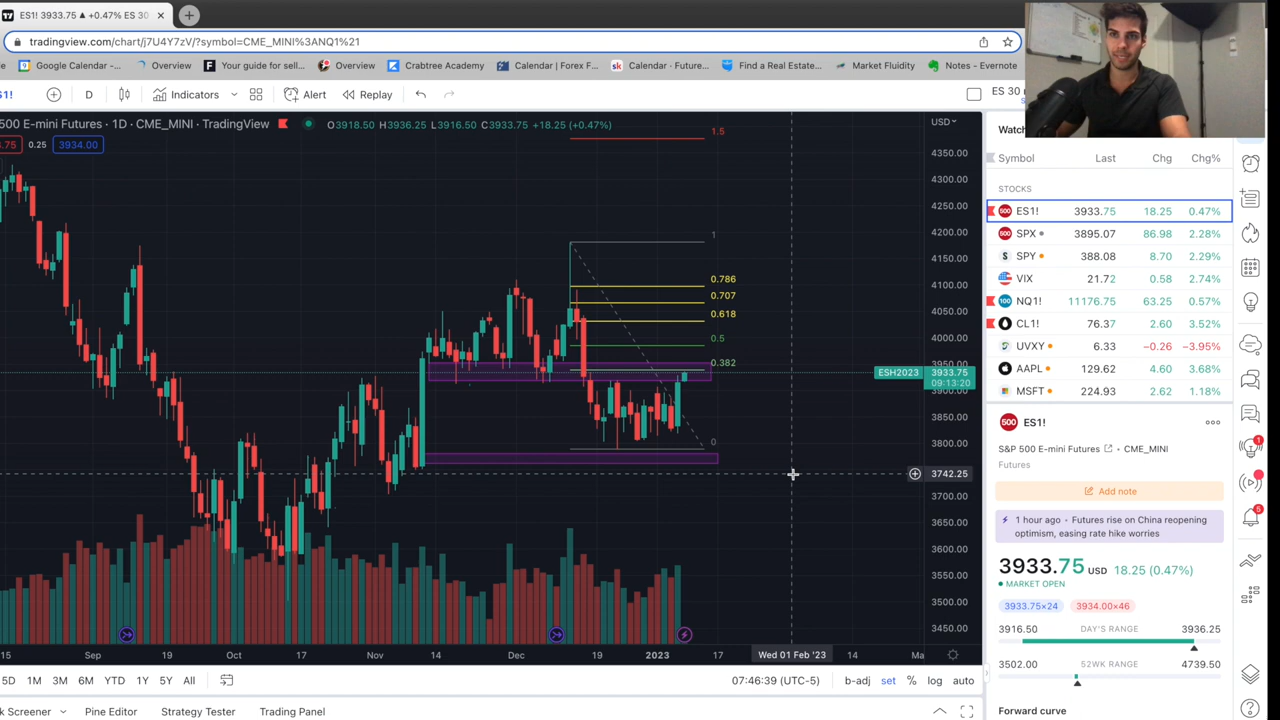 ES1! 3933.75 ▲ +0.47% ES 30
tradingview.com/chart/j7U4Y7zV/?symbol=CME_MINI%3ANQ1%21
Google Calendar -... Overview Your guide for sell... Overview Crabtree Academy Calendar | Forex F... Calendar · Future... Find a Real Estate... Market Fluidity Notes - Evernote
D Indicators Alert Replay
ES 30
500 E-mini Futures · 1D · CME_MINI · TradingView O3918.50 H3936.25 L3916.50 C3933.75 +18.25 (+0.47%)
0.25 3934.00
USD
1.5
4350.00
4300.00
4250.00
4200.00
4150.00
4100.00
4050.00
4000.00
3950.00
3850.00
3800.00
3700.00
3650.00
3600.00
3550.00
3500.00
3450.00
1
0.786
0.707
0.618
0.5
0.382
0
ESH2023 3933.75
09:13:20
3742.25
15 Sep 19 Oct 17 Nov 14 Dec 19 2023 17 Wed 01 Feb '23 14
5D 1M 3M 6M YTD 1Y 5Y All
07:46:39 (UTC-5) b-adj set % log auto
Screener Pine Editor Strategy Tester Trading Panel
Symbol Last Chg Chg%
STOCKS
500 ES1! 3933.75 18.25 0.47%
500 SPX 3895.07 86.98 2.28%
S SPY 388.08 8.70 2.29%
VIX 21.72 0.58 2.74%
100 NQ1! 11176.75 63.25 0.57%
CL1! 76.37 2.60 3.52%
UVXY 6.33 −0.26 −3.95%
AAPL 129.62 4.60 3.68%
MSFT 224.93 2.62 1.18%
500 ES1!
S&P 500 E-mini Futures · CME_MINI
Futures
Add note
1 hour ago · Futures rise on China reopening
optimism, easing rate hike worries
3933.75 USD 18.25 (0.47%)
MARKET OPEN
3933.75×24 3934.00×46
3916.50 DAY'S RANGE 3936.25
3502.00 52WK RANGE 4739.50
Forward curve
1
5